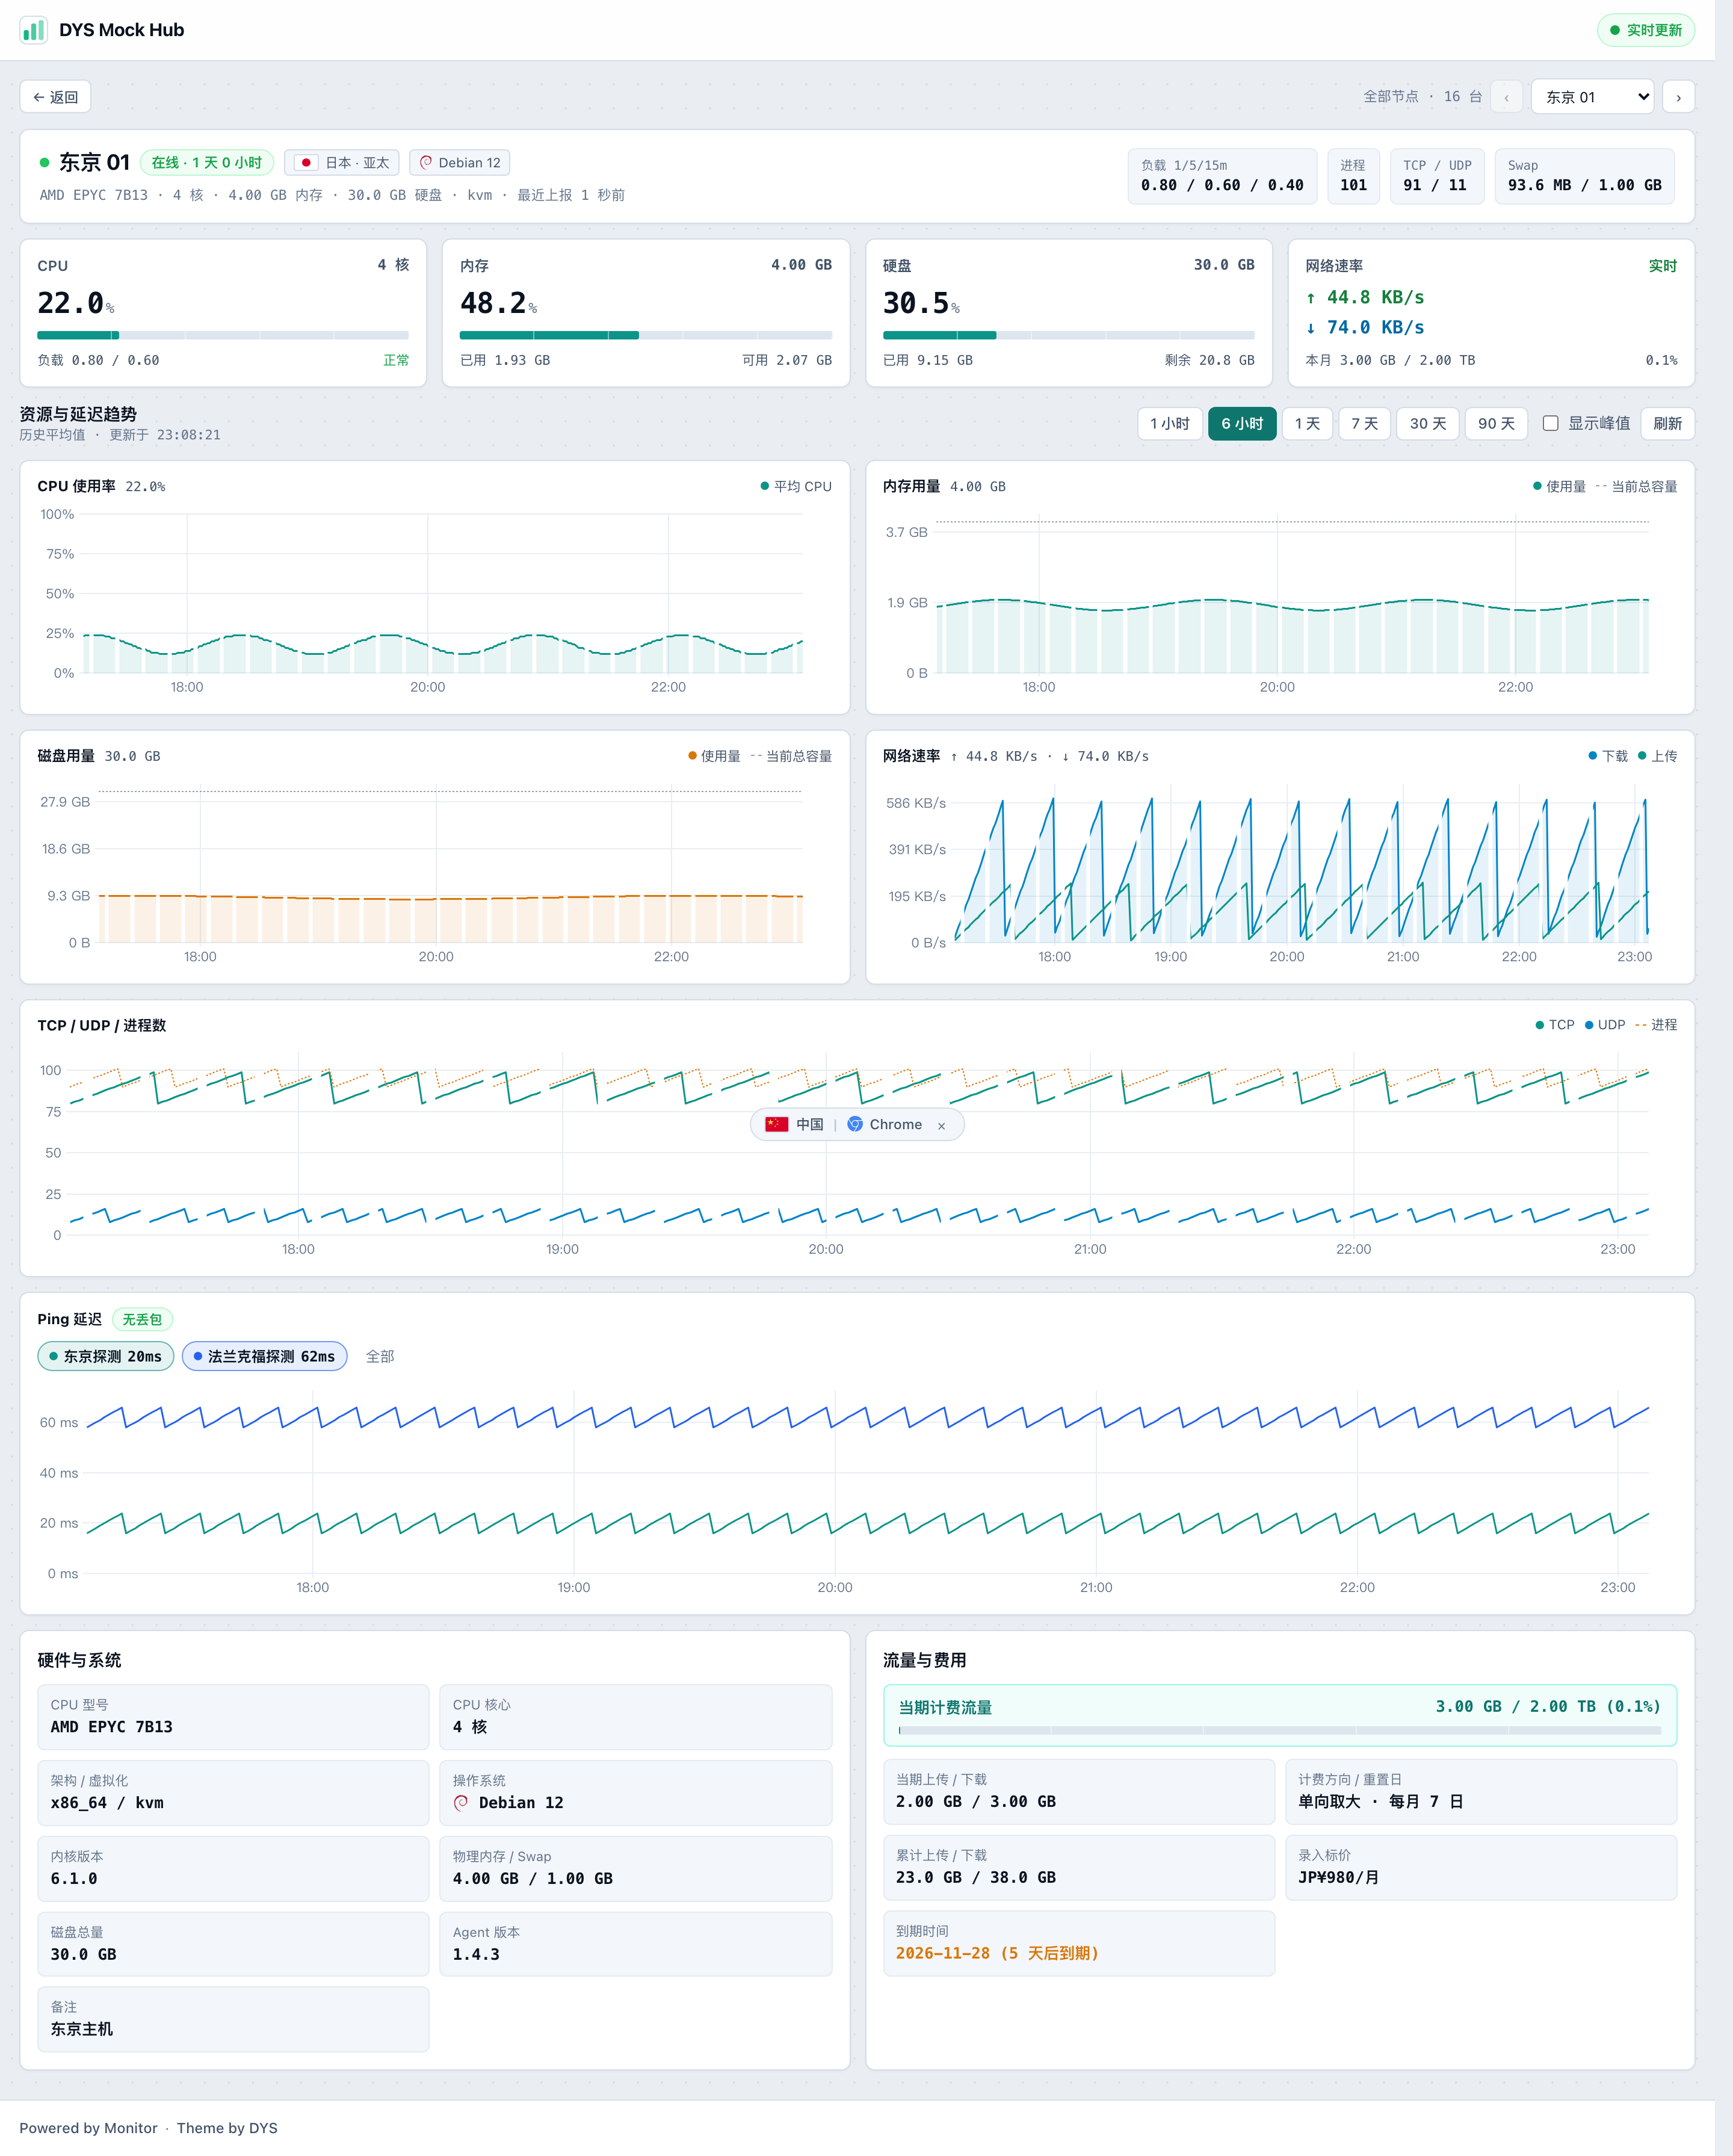 DYS Mock Hub
实时更新
← 返回
全部节点 · 16 台
‹
东京 01
›
东京 01
在线 · 1 天 0 小时
日本 · 亚太
Debian 12
AMD EPYC 7B13 · 4 核 · 4.00 GB 内存 · 30.0 GB 硬盘 · kvm · 最近上报 1 秒前
负载 1/5/15m
0.80 / 0.60 / 0.40
进程
101
TCP / UDP
91 / 11
Swap
93.6 MB / 1.00 GB
CPU
4 核
22.0%
负载 0.80 / 0.60
正常
内存
4.00 GB
48.2%
已用 1.93 GB
可用 2.07 GB
硬盘
30.0 GB
30.5%
已用 9.15 GB
剩余 20.8 GB
网络速率
实时
↑ 44.8 KB/s
↓ 74.0 KB/s
本月 3.00 GB / 2.00 TB
0.1%
资源与延迟趋势
历史平均值 · 更新于 23:08:21
1 小时
6 小时
1 天
7 天
30 天
90 天
显示峰值
刷新
CPU 使用率 22.0%
平均 CPU
100%
75%
50%
25%
0%
18:00
20:00
22:00
内存用量 4.00 GB
使用量
当前总容量
3.7 GB
1.9 GB
0 B
18:00
20:00
22:00
磁盘用量 30.0 GB
使用量
当前总容量
27.9 GB
18.6 GB
9.3 GB
0 B
18:00
20:00
22:00
网络速率 ↑ 44.8 KB/s · ↓ 74.0 KB/s
下载
上传
586 KB/s
391 KB/s
195 KB/s
0 B/s
18:00
19:00
20:00
21:00
22:00
23:00
TCP / UDP / 进程数
TCP
UDP
进程
100
75
50
25
0
18:00
19:00
20:00
21:00
22:00
23:00
中国 | Chrome ×
Ping 延迟
无丢包
东京探测 20ms
法兰克福探测 62ms
全部
60 ms
40 ms
20 ms
0 ms
18:00
19:00
20:00
21:00
22:00
23:00
硬件与系统
CPU 型号
AMD EPYC 7B13
CPU 核心
4 核
架构 / 虚拟化
x86_64 / kvm
操作系统
Debian 12
内核版本
6.1.0
物理内存 / Swap
4.00 GB / 1.00 GB
磁盘总量
30.0 GB
Agent 版本
1.4.3
备注
东京主机
流量与费用
当期计费流量
3.00 GB / 2.00 TB (0.1%)
当期上传 / 下载
2.00 GB / 3.00 GB
计费方向 / 重置日
单向取大 · 每月 7 日
累计上传 / 下载
23.0 GB / 38.0 GB
录入标价
JP¥980/月
到期时间
2026-11-28 (5 天后到期)
Powered by Monitor · Theme by DYS